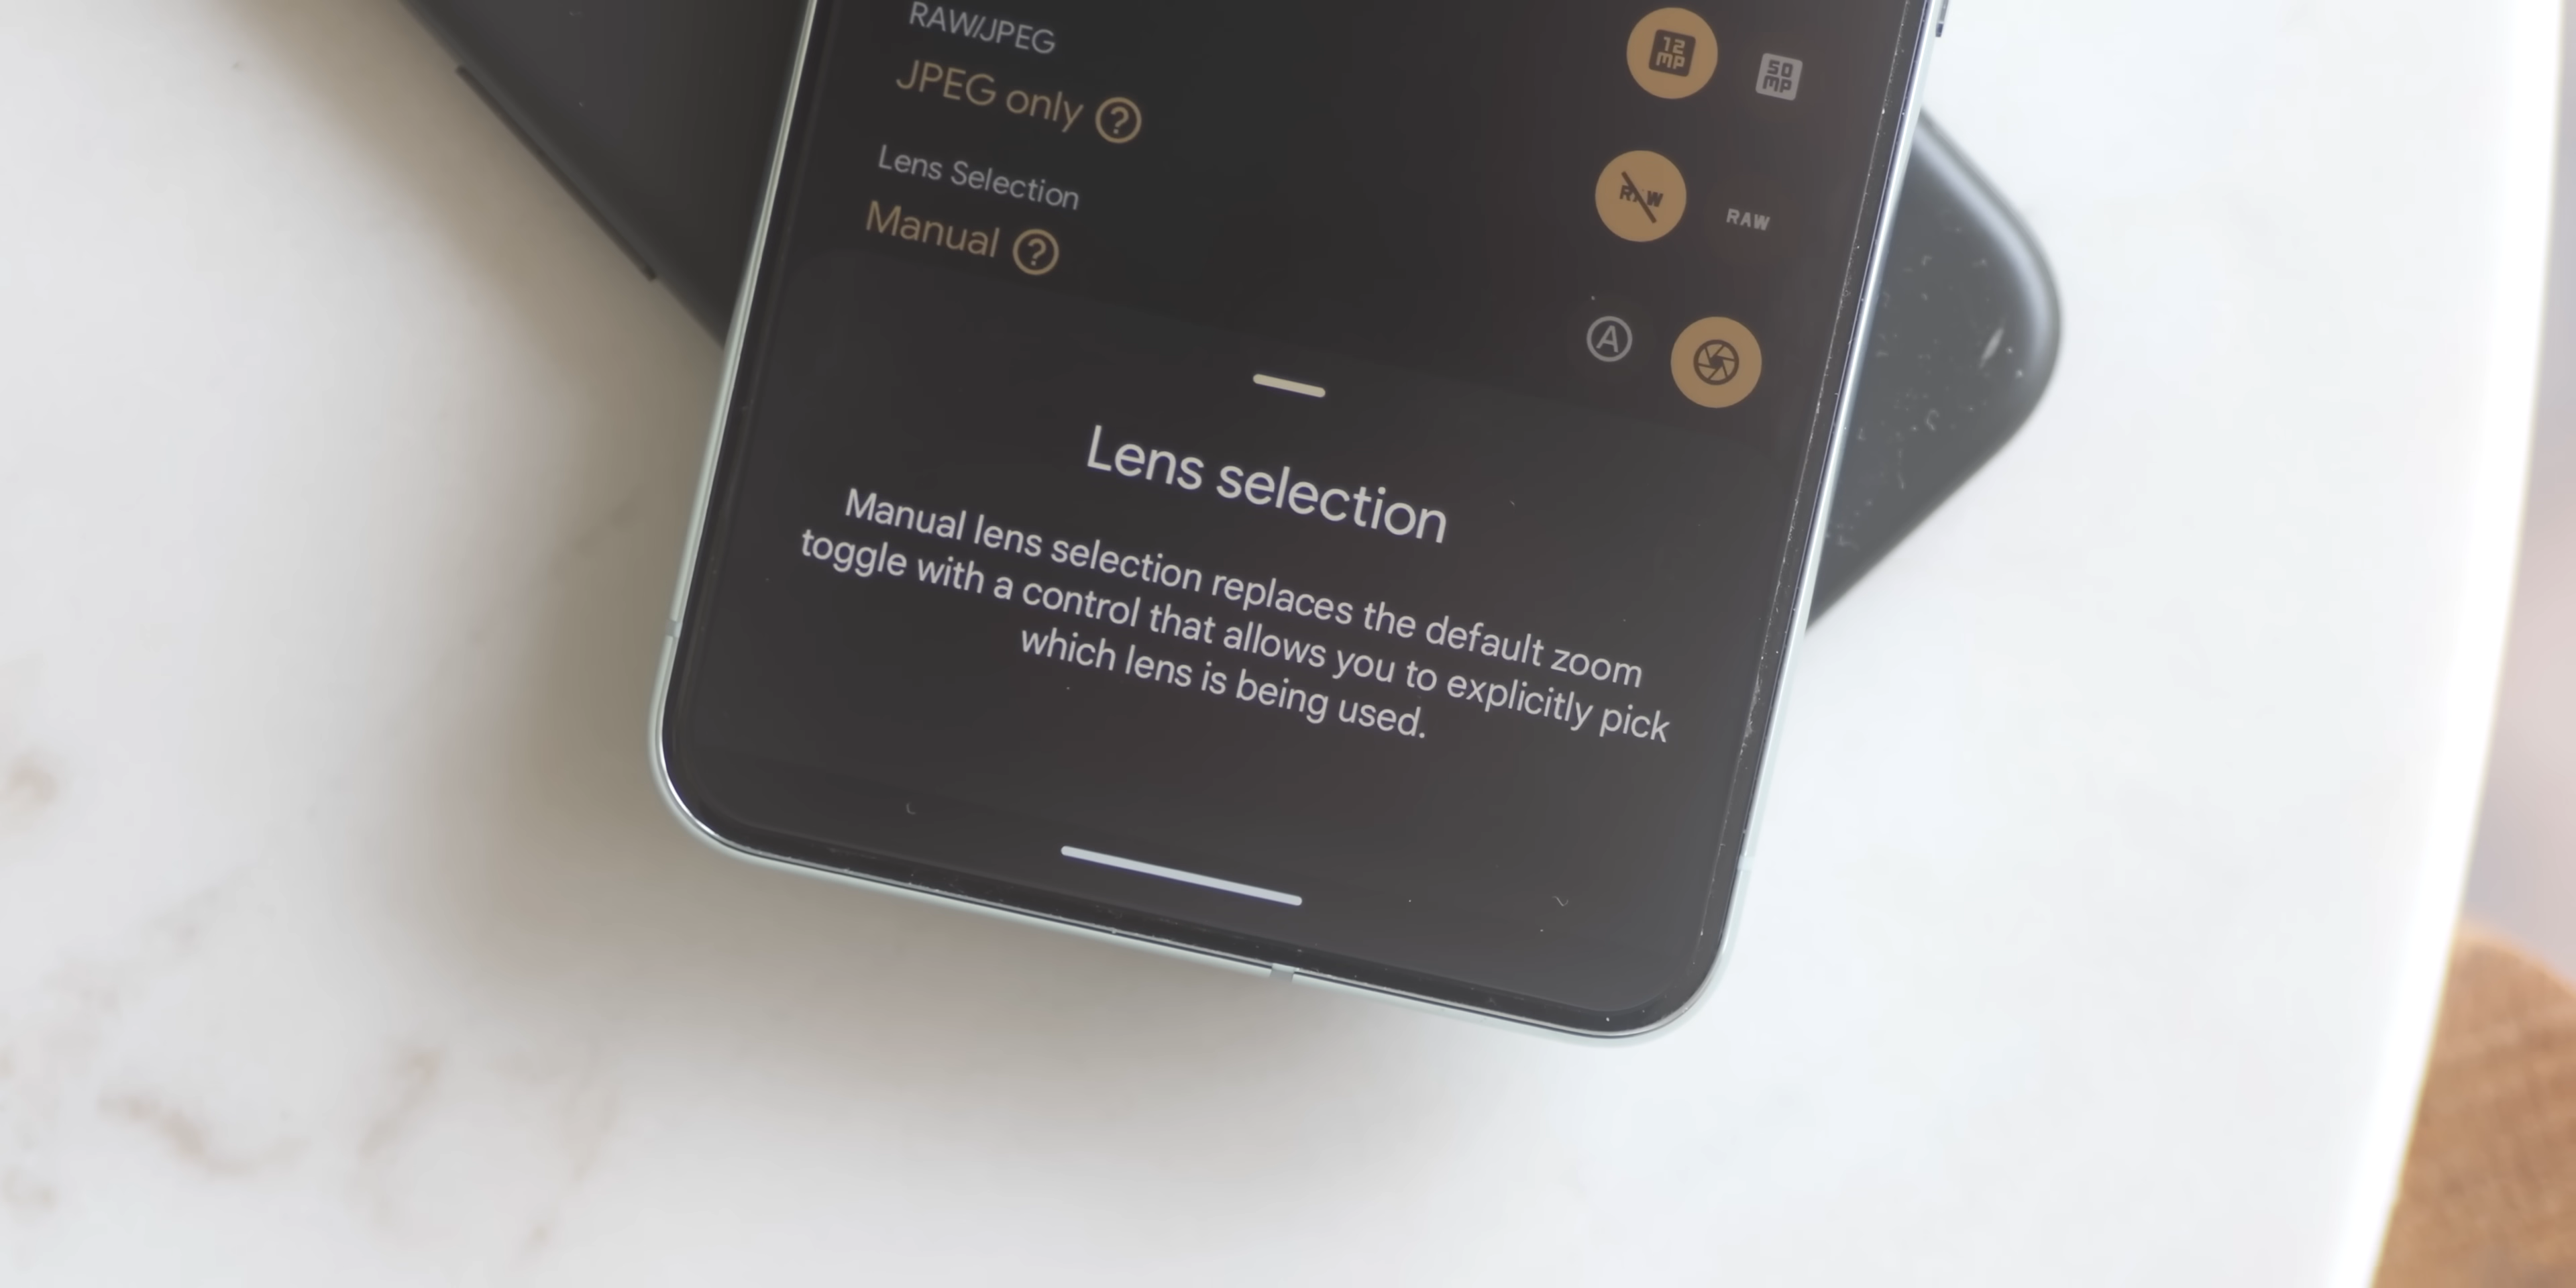 RAW/JPEG
JPEG only ?
12 MP
50 MP
Lens Selection
Manual ?
RAW
RAW
A
Lens selection
Manual lens selection replaces the default zoom
toggle with a control that allows you to explicitly pick
which lens is being used.